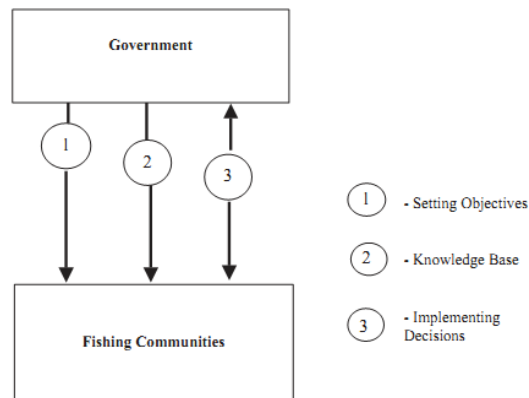 Government
1
2
3
1 - Setting Objectives
2 - Knowledge Base
3 - Implementing
Decisions
Fishing Communities